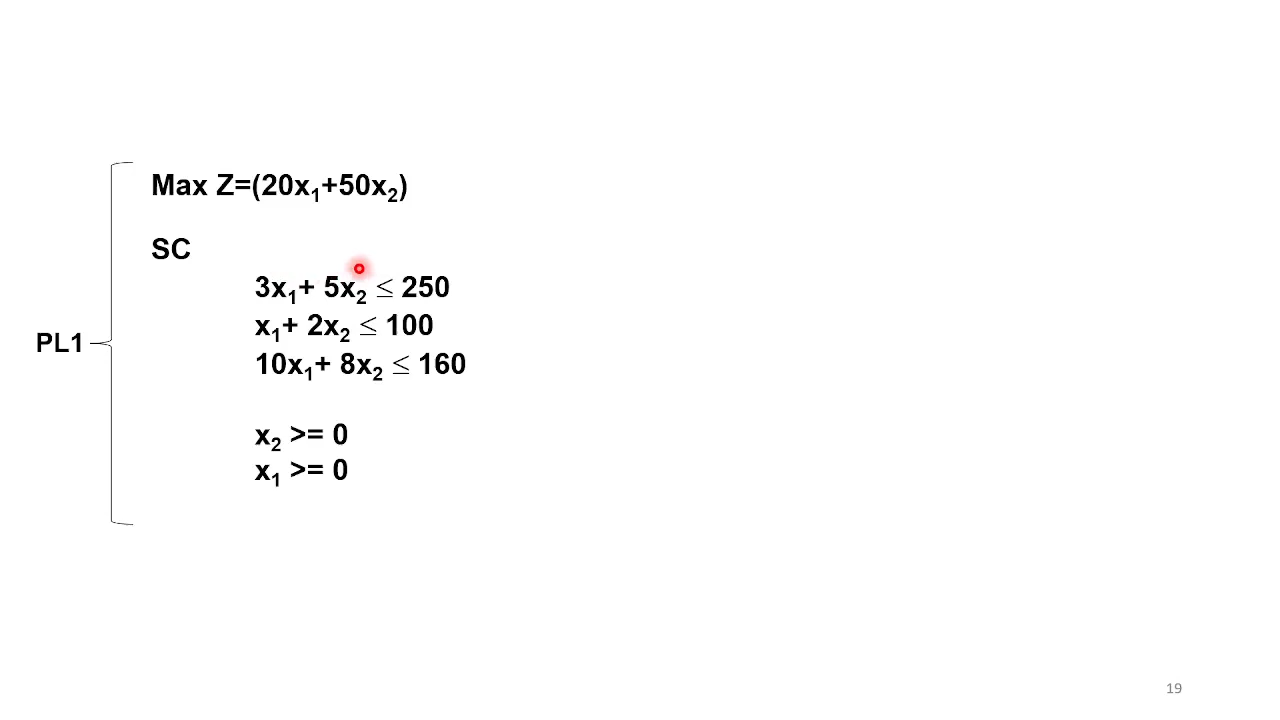 Max Z=(20x₁+50x₂)
SC
3x₁+ 5x₂ ≤ 250
x₁+ 2x₂ ≤ 100
PL1
10x₁+ 8x₂ ≤ 160
x₂ >= 0
x₁ >= 0
19